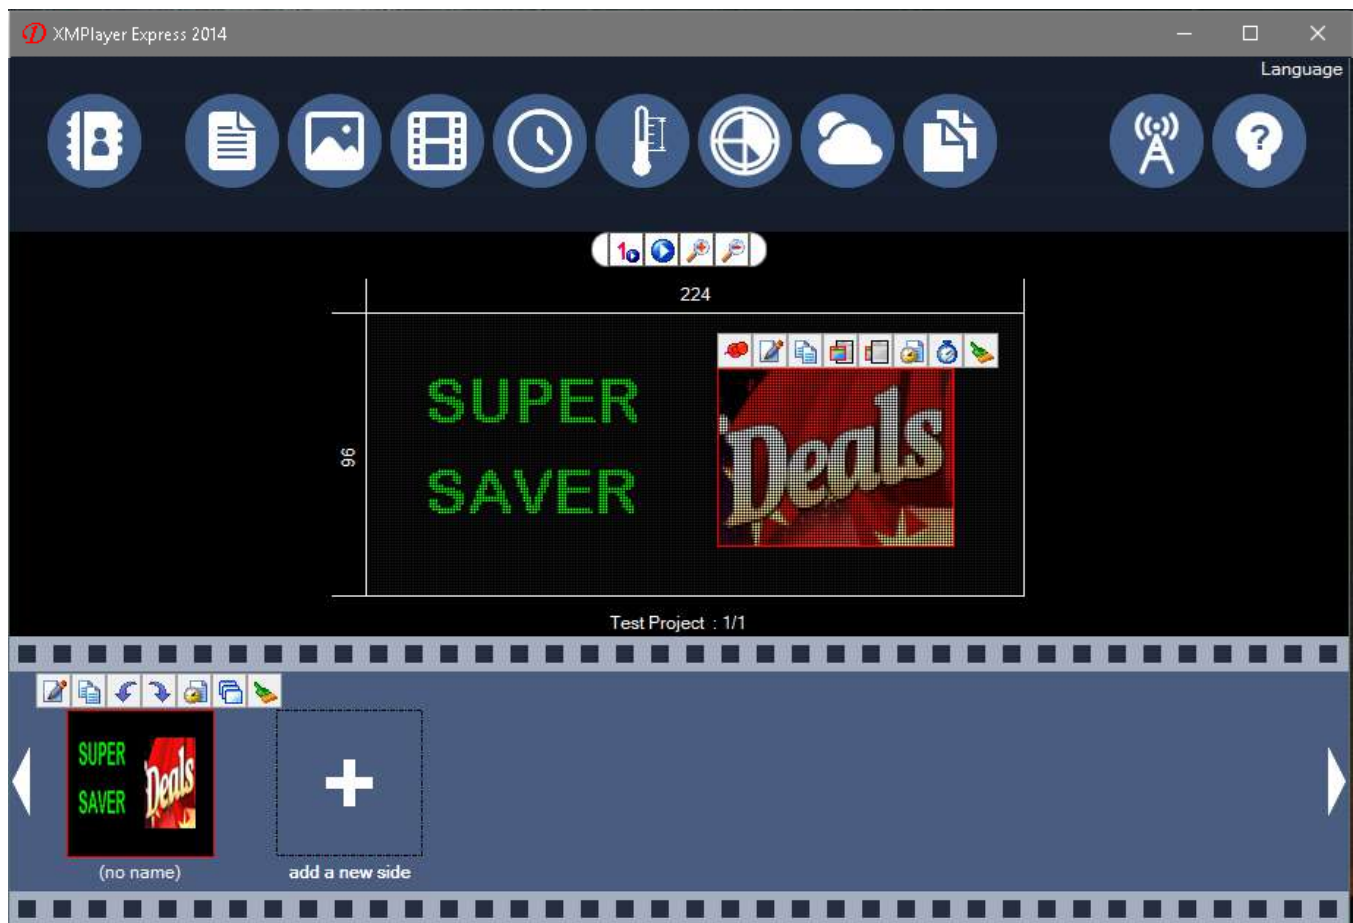 XMPlayer Express 2014
Language
224
96
SUPER
SAVER
Deals
Test Project : 1/1
SUPER
SAVER
Deals
(no name)
add a new side